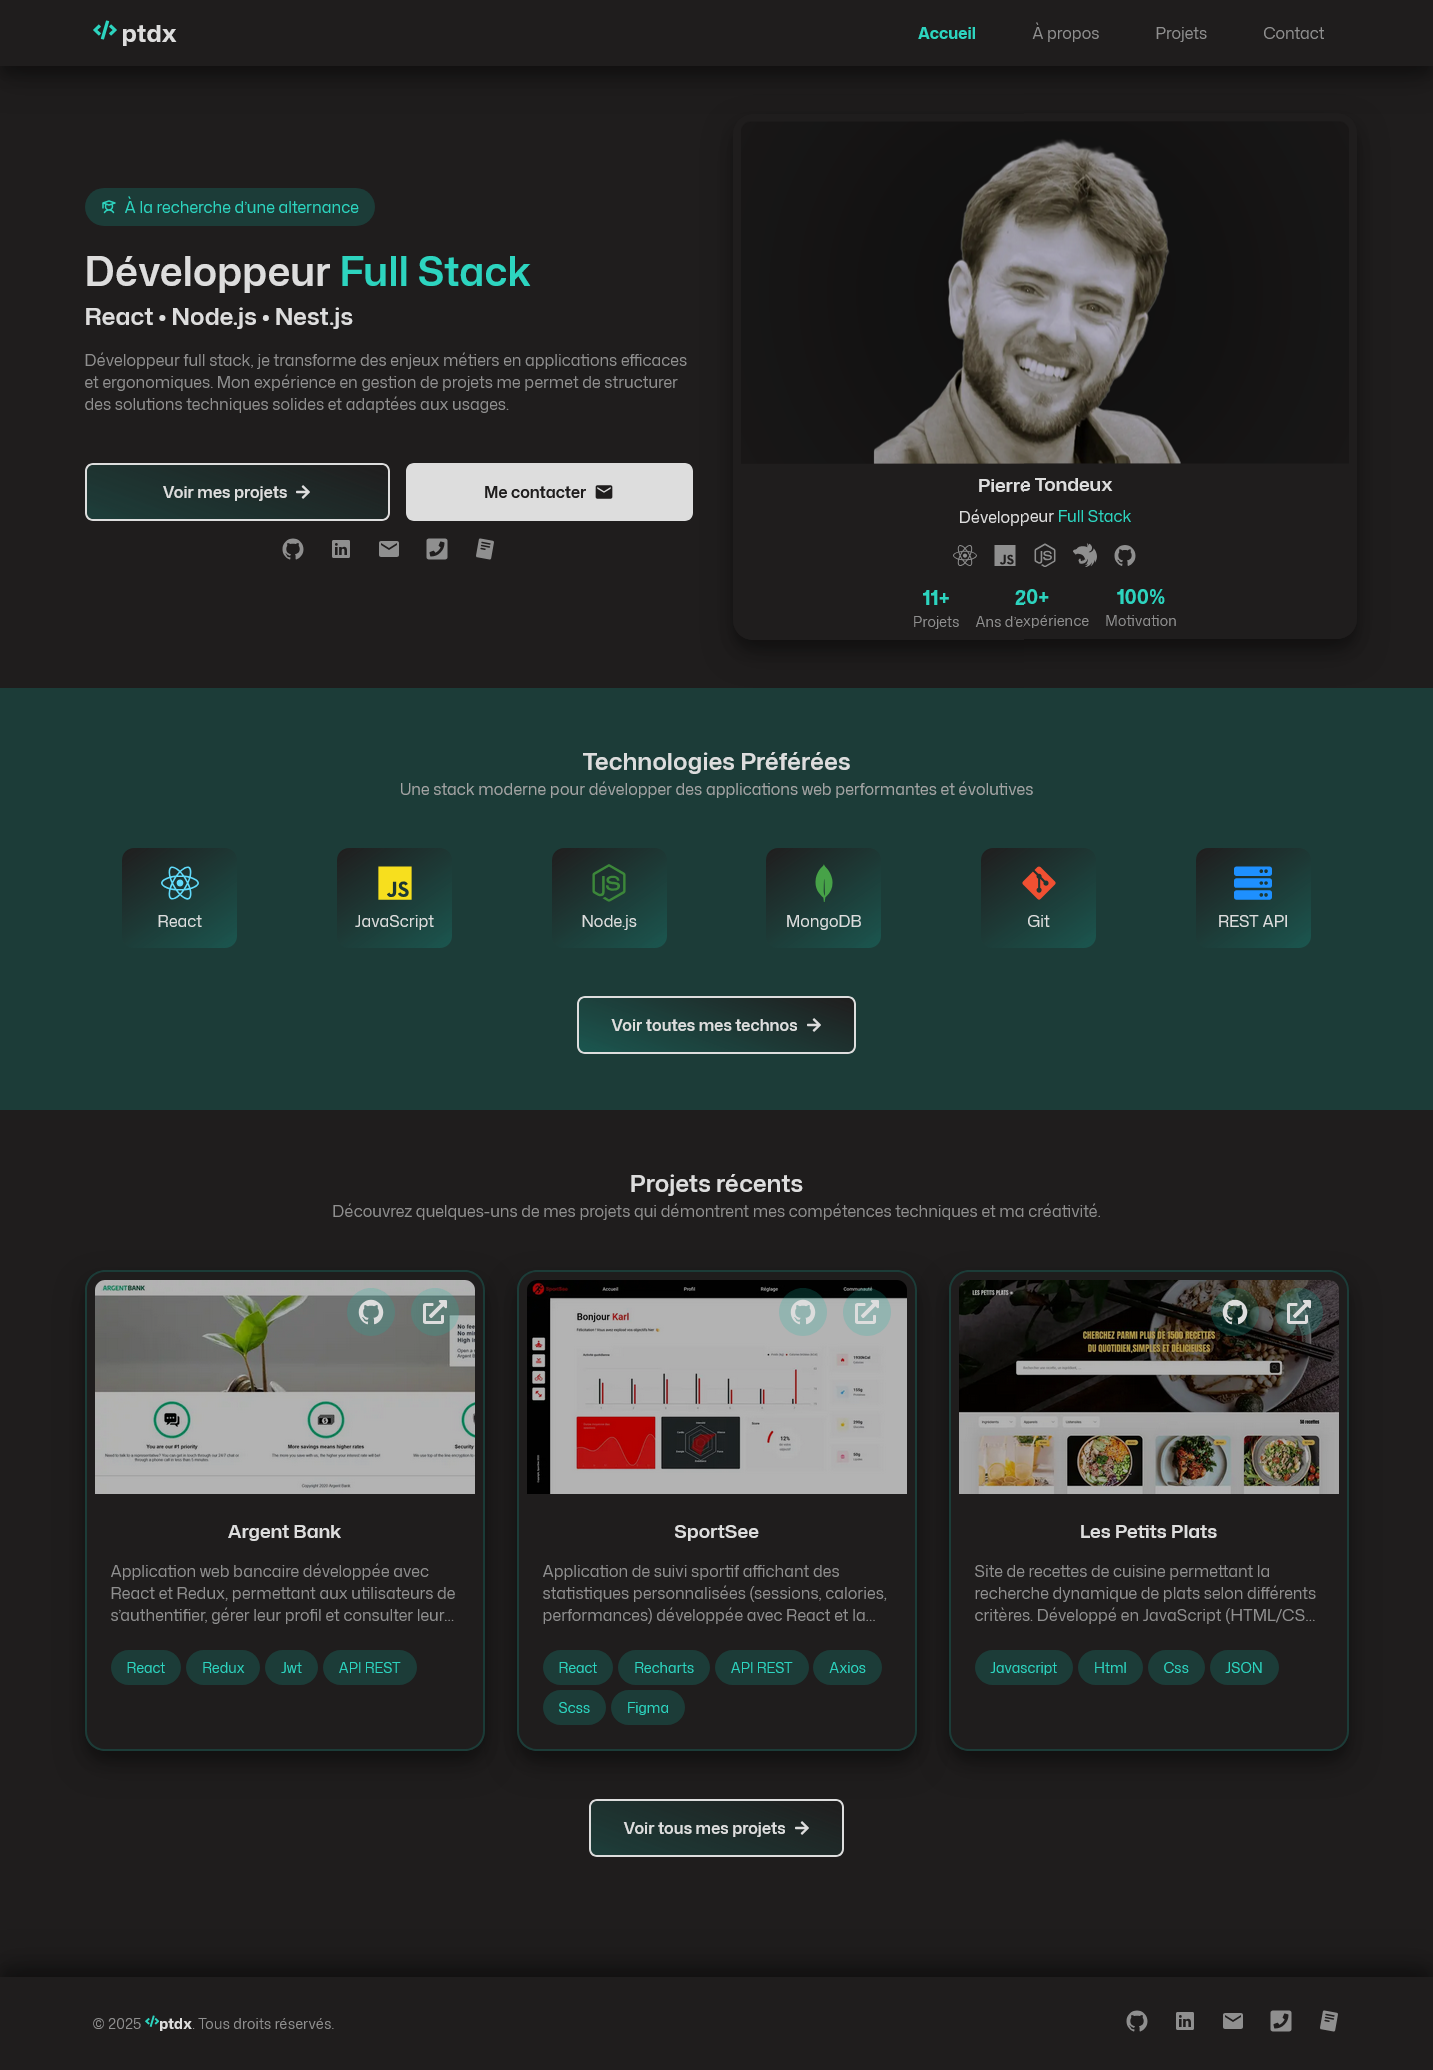 ptdx
Accueil
À propos
Projets
Contact
À la recherche d'une alternance
Développeur Full Stack
React • Node.js • Nest.js
Développeur full stack, je transforme des enjeux métiers en applications efficaces
et ergonomiques. Mon expérience en gestion de projets me permet de structurer
des solutions techniques solides et adaptées aux usages.
Voir mes projets
Me contacter
Pierre Tondeux
Développeur Full Stack
11+
Projets
20+
Ans d'expérience
100%
Motivation
Technologies Préférées
Une stack moderne pour développer des applications web performantes et évolutives
React
JS
JavaScript
Node.js
MongoDB
Git
REST API
Voir toutes mes technos
Projets récents
Découvrez quelques-uns de mes projets qui démontrent mes compétences techniques et ma créativité.
ARGENTBANK
You are our #1 priority
More savings means higher rates
Argent Bank
Application web bancaire développée avec
React et Redux, permettant aux utilisateurs de
s'authentifier, gérer leur profil et consulter leur...
React
Redux
Jwt
API REST
Accueil
Profil
Réglage
Communauté
Bonjour Karl
12%
SportSee
Application de suivi sportif affichant des
statistiques personnalisées (sessions, calories,
performances) développée avec React et la...
React
Recharts
API REST
Axios
Scss
Figma
LES PETITS PLATS
CHERCHEZ PARMI PLUS DE 1500 RECETTES
DU QUOTIDIEN,SIMPLES ET DÉLICIEUSES
Les Petits Plats
Site de recettes de cuisine permettant la
recherche dynamique de plats selon différents
critères. Développé en JavaScript (HTML/CS...
Javascript
Html
Css
JSON
Voir tous mes projets
© 2025 ptdx. Tous droits réservés.